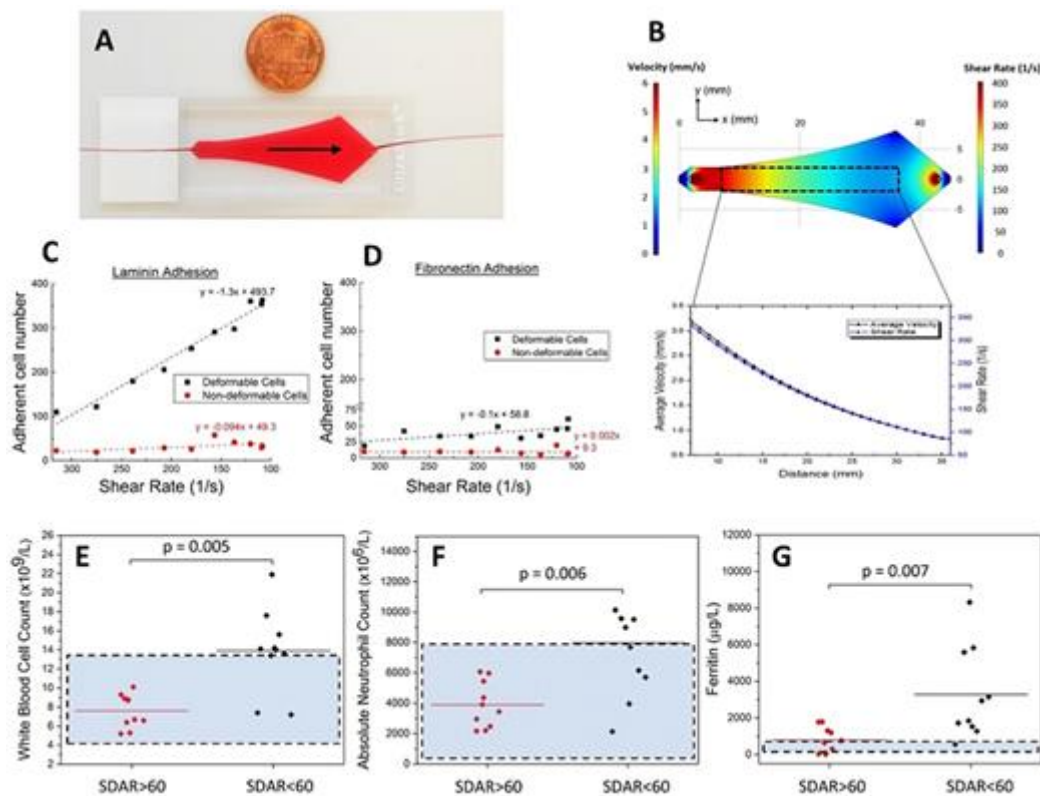 A
B
Velocity (mm/s)
Shear Rate (1/s)
y (mm)
x (mm)
0
20
40
5
0
-5
6
5
4
3
2
1
0
400
350
300
250
200
150
100
50
0
C
Laminin Adhesion
y = -1.3x + 493.7
Adherent cell number
400
300
200
100
0
Deformable Cells
Non-deformable Cells
y = -0.094x + 49.3
300 250 200 150 100
Shear Rate (1/s)
D
Fibronectin Adhesion
Adherent cell number
400
300
200
100
75
50
25
0
Deformable Cells
Non-deformable Cells
y = -0.1x + 58.8
y = 0.002x
+ 9.3
300 250 200 150 100
Shear Rate (1/s)
Average Velocity (mm/s)
Average Velocity
Shear Rate
Shear Rate (1/s)
10 15 20 25 30 35
Distance (mm)
E
p = 0.005
White Blood Cell Count (x10⁹/L)
26
24
22
20
18
16
14
12
10
8
6
4
2
SDAR>60 SDAR<60
F
p = 0.006
Absolute Neutrophil Count (x10⁶/L)
14000
12000
10000
8000
6000
4000
2000
0
SDAR>60 SDAR<60
G
p = 0.007
Ferritin (µg/L)
12000
10000
8000
6000
4000
2000
0
SDAR>60 SDAR<60